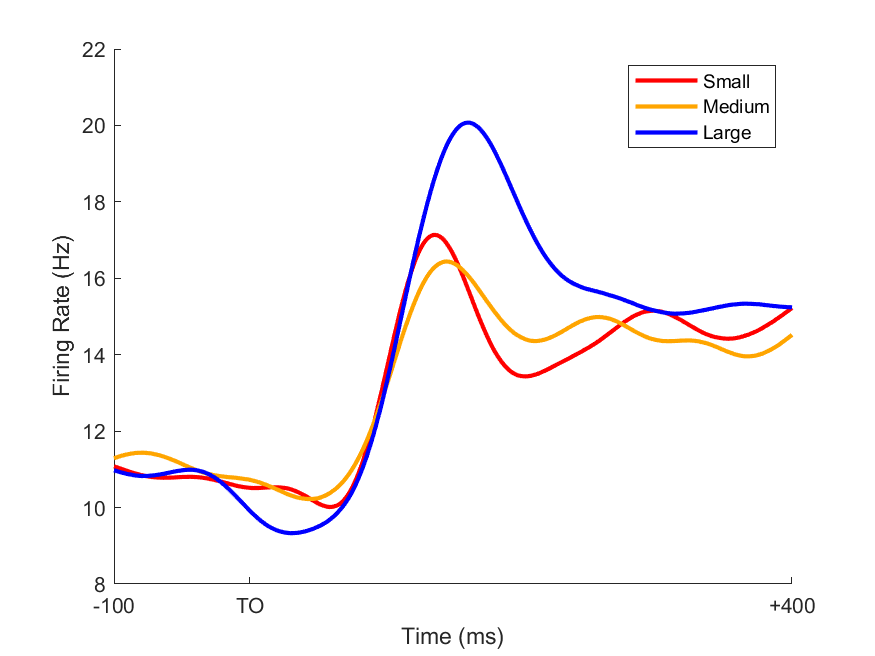 22
20
18
16
14
12
10
8
Firing Rate (Hz)
-100
TO
+400
Time (ms)
Small
Medium
Large